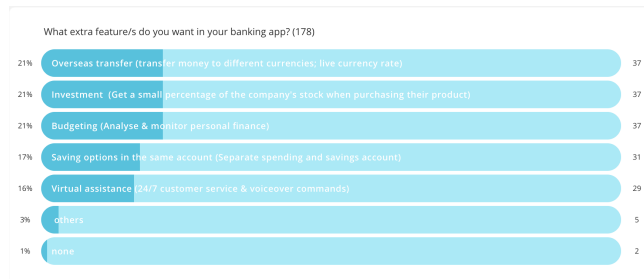 What extra feature/s do you want in your banking app? (178)
21% Overseas transfer (transfer money to different currencies; live currency rate) 37
21% Investment (Get a small percentage of the company's stock when purchasing their product) 37
21% Budgeting (Analyse & monitor personal finance) 37
17% Saving options in the same account (Separate spending and savings account) 31
16% Virtual assistance (24/7 customer service & voiceover commands) 29
3% others 5
1% none 2